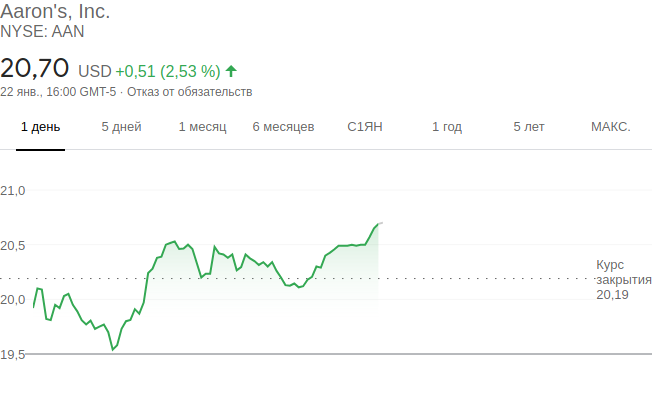 Aaron's, Inc.
NYSE: AAN
20,70 USD +0,51 (2,53 %)
22 янв., 16:00 GMT-5 · Отказ от обязательств
1 день 5 дней 1 месяц 6 месяцев С1ЯН 1 год 5 лет МАКС.
21,0
20,5
Курс
закрытия
20,19
20,0
19,5